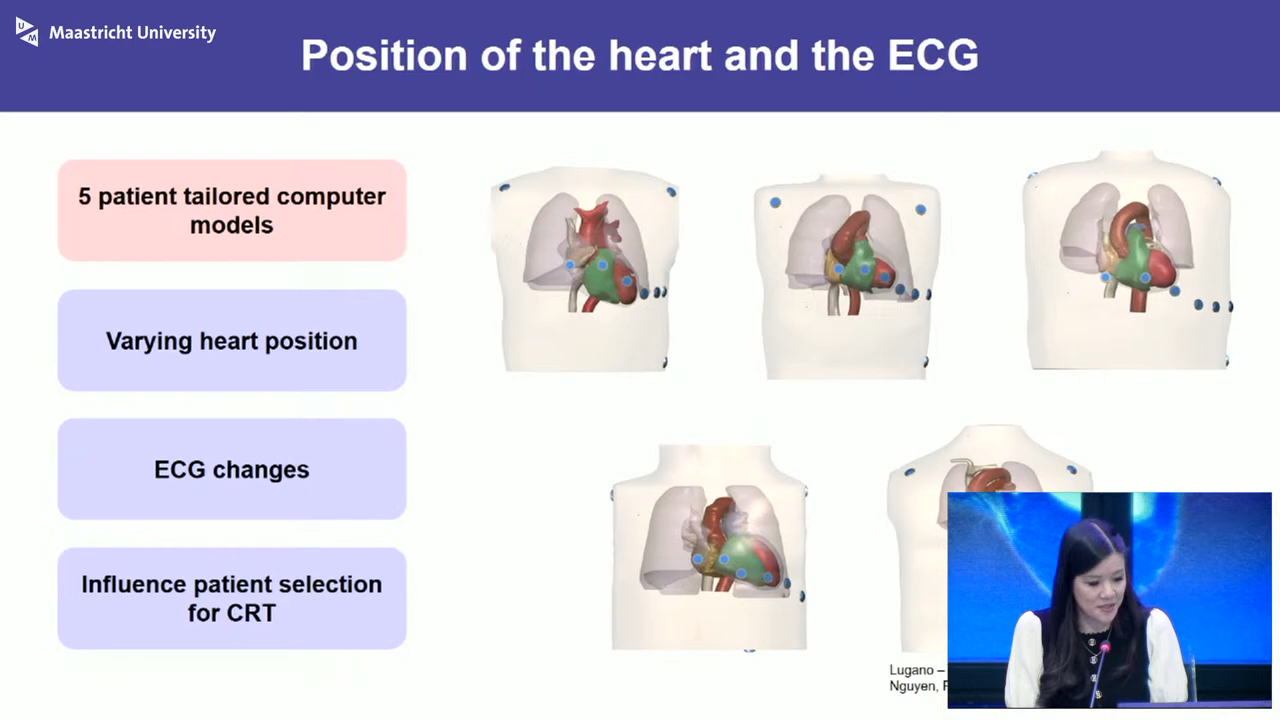 Maastricht University
Position of the heart and the ECG
5 patient tailored computer
models
Varying heart position
ECG changes
Influence patient selection
for CRT
Lugano –
Nguyen,